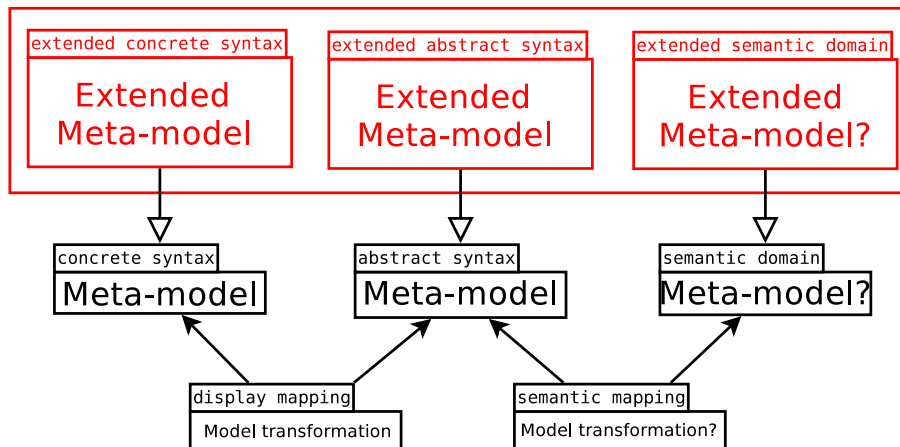 extended concrete syntax
Extended
Meta-model
extended abstract syntax
Extended
Meta-model
extended semantic domain
Extended
Meta-model?
concrete syntax
Meta-model
abstract syntax
Meta-model
semantic domain
Meta-model?
display mapping
Model transformation
semantic mapping
Model transformation?